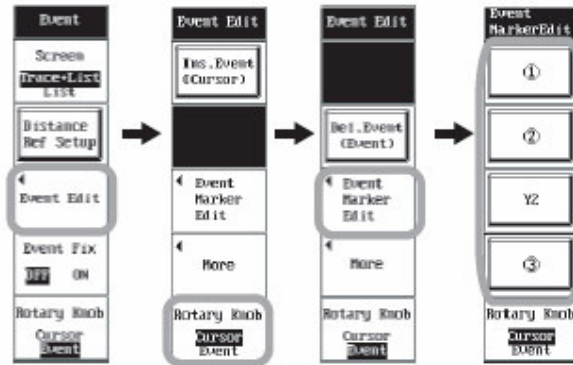 Event
Screen
Trace+List
List
Distance
Ref Setup
Event Edit
Event Fix
OFF ON
Rotary Knob
Cursor
Event
Event Edit
Ins.Event
(Cursor)
Event
Marker
Edit
More
Rotary Knob
Cursor
Event
Event Edit
Del.Event
(Event)
Event
Marker
Edit
More
Rotary Knob
Cursor
Event
Event
MarkerEdit
①
②
Y2
③
Rotary Knob
Cursor
Event